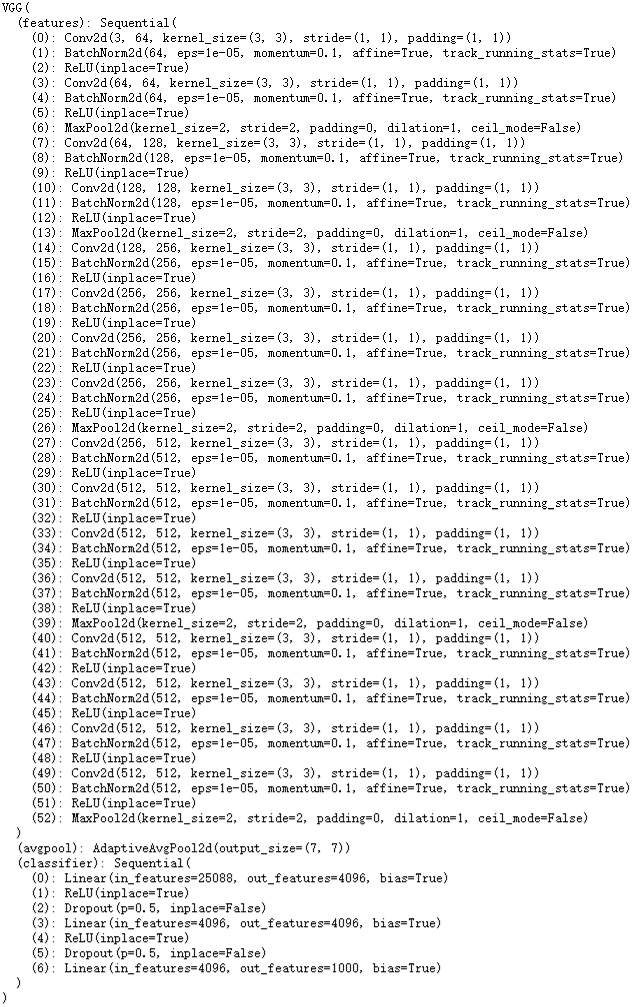 VGG(
  (features): Sequential(
    (0): Conv2d(3, 64, kernel_size=(3, 3), stride=(1, 1), padding=(1, 1))
    (1): BatchNorm2d(64, eps=1e-05, momentum=0.1, affine=True, track_running_stats=True)
    (2): ReLU(inplace=True)
    (3): Conv2d(64, 64, kernel_size=(3, 3), stride=(1, 1), padding=(1, 1))
    (4): BatchNorm2d(64, eps=1e-05, momentum=0.1, affine=True, track_running_stats=True)
    (5): ReLU(inplace=True)
    (6): MaxPool2d(kernel_size=2, stride=2, padding=0, dilation=1, ceil_mode=False)
    (7): Conv2d(64, 128, kernel_size=(3, 3), stride=(1, 1), padding=(1, 1))
    (8): BatchNorm2d(128, eps=1e-05, momentum=0.1, affine=True, track_running_stats=True)
    (9): ReLU(inplace=True)
    (10): Conv2d(128, 128, kernel_size=(3, 3), stride=(1, 1), padding=(1, 1))
    (11): BatchNorm2d(128, eps=1e-05, momentum=0.1, affine=True, track_running_stats=True)
    (12): ReLU(inplace=True)
    (13): MaxPool2d(kernel_size=2, stride=2, padding=0, dilation=1, ceil_mode=False)
    (14): Conv2d(128, 256, kernel_size=(3, 3), stride=(1, 1), padding=(1, 1))
    (15): BatchNorm2d(256, eps=1e-05, momentum=0.1, affine=True, track_running_stats=True)
    (16): ReLU(inplace=True)
    (17): Conv2d(256, 256, kernel_size=(3, 3), stride=(1, 1), padding=(1, 1))
    (18): BatchNorm2d(256, eps=1e-05, momentum=0.1, affine=True, track_running_stats=True)
    (19): ReLU(inplace=True)
    (20): Conv2d(256, 256, kernel_size=(3, 3), stride=(1, 1), padding=(1, 1))
    (21): BatchNorm2d(256, eps=1e-05, momentum=0.1, affine=True, track_running_stats=True)
    (22): ReLU(inplace=True)
    (23): Conv2d(256, 256, kernel_size=(3, 3), stride=(1, 1), padding=(1, 1))
    (24): BatchNorm2d(256, eps=1e-05, momentum=0.1, affine=True, track_running_stats=True)
    (25): ReLU(inplace=True)
    (26): MaxPool2d(kernel_size=2, stride=2, padding=0, dilation=1, ceil_mode=False)
    (27): Conv2d(256, 512, kernel_size=(3, 3), stride=(1, 1), padding=(1, 1))
    (28): BatchNorm2d(512, eps=1e-05, momentum=0.1, affine=True, track_running_stats=True)
    (29): ReLU(inplace=True)
    (30): Conv2d(512, 512, kernel_size=(3, 3), stride=(1, 1), padding=(1, 1))
    (31): BatchNorm2d(512, eps=1e-05, momentum=0.1, affine=True, track_running_stats=True)
    (32): ReLU(inplace=True)
    (33): Conv2d(512, 512, kernel_size=(3, 3), stride=(1, 1), padding=(1, 1))
    (34): BatchNorm2d(512, eps=1e-05, momentum=0.1, affine=True, track_running_stats=True)
    (35): ReLU(inplace=True)
    (36): Conv2d(512, 512, kernel_size=(3, 3), stride=(1, 1), padding=(1, 1))
    (37): BatchNorm2d(512, eps=1e-05, momentum=0.1, affine=True, track_running_stats=True)
    (38): ReLU(inplace=True)
    (39): MaxPool2d(kernel_size=2, stride=2, padding=0, dilation=1, ceil_mode=False)
    (40): Conv2d(512, 512, kernel_size=(3, 3), stride=(1, 1), padding=(1, 1))
    (41): BatchNorm2d(512, eps=1e-05, momentum=0.1, affine=True, track_running_stats=True)
    (42): ReLU(inplace=True)
    (43): Conv2d(512, 512, kernel_size=(3, 3), stride=(1, 1), padding=(1, 1))
    (44): BatchNorm2d(512, eps=1e-05, momentum=0.1, affine=True, track_running_stats=True)
    (45): ReLU(inplace=True)
    (46): Conv2d(512, 512, kernel_size=(3, 3), stride=(1, 1), padding=(1, 1))
    (47): BatchNorm2d(512, eps=1e-05, momentum=0.1, affine=True, track_running_stats=True)
    (48): ReLU(inplace=True)
    (49): Conv2d(512, 512, kernel_size=(3, 3), stride=(1, 1), padding=(1, 1))
    (50): BatchNorm2d(512, eps=1e-05, momentum=0.1, affine=True, track_running_stats=True)
    (51): ReLU(inplace=True)
    (52): MaxPool2d(kernel_size=2, stride=2, padding=0, dilation=1, ceil_mode=False)
  )
  (avgpool): AdaptiveAvgPool2d(output_size=(7, 7))
  (classifier): Sequential(
    (0): Linear(in_features=25088, out_features=4096, bias=True)
    (1): ReLU(inplace=True)
    (2): Dropout(p=0.5, inplace=False)
    (3): Linear(in_features=4096, out_features=4096, bias=True)
    (4): ReLU(inplace=True)
    (5): Dropout(p=0.5, inplace=False)
    (6): Linear(in_features=4096, out_features=1000, bias=True)
  )
)